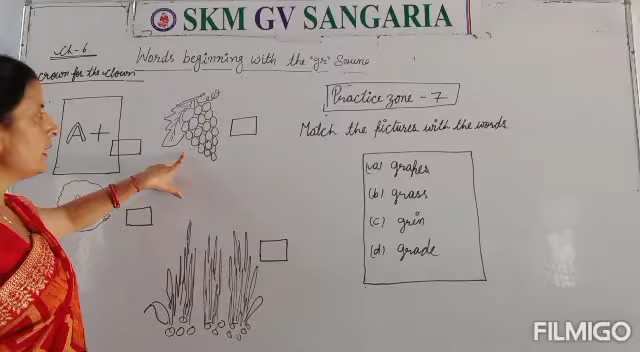 SKM GV SANGARIA
Ch-6
Words beginning with the "gr" Soune
crown for the clown
Practice zone - 7
A+
Match the pictures with the words
(a) grapes
(b) grass
(c) grin
(d) grade
FILMIGO